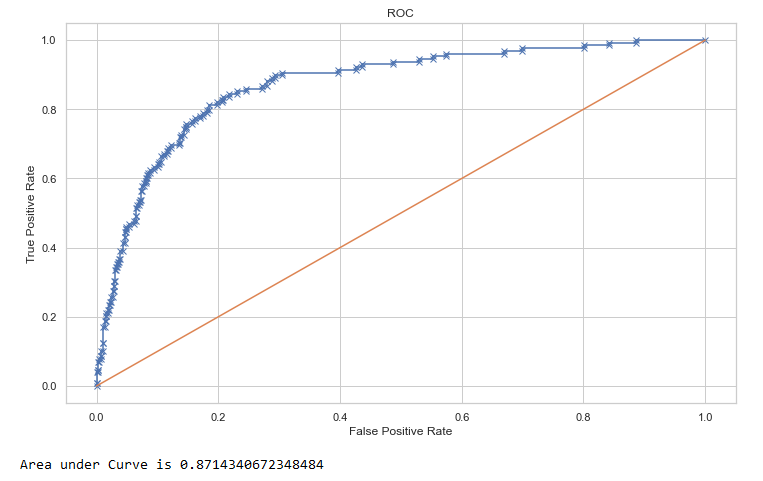 ROC
1.0
0.8
0.6
0.4
0.2
0.0
True Positive Rate
0.0 0.2 0.4 0.6 0.8 1.0
False Positive Rate
Area under Curve is 0.8714340672348484